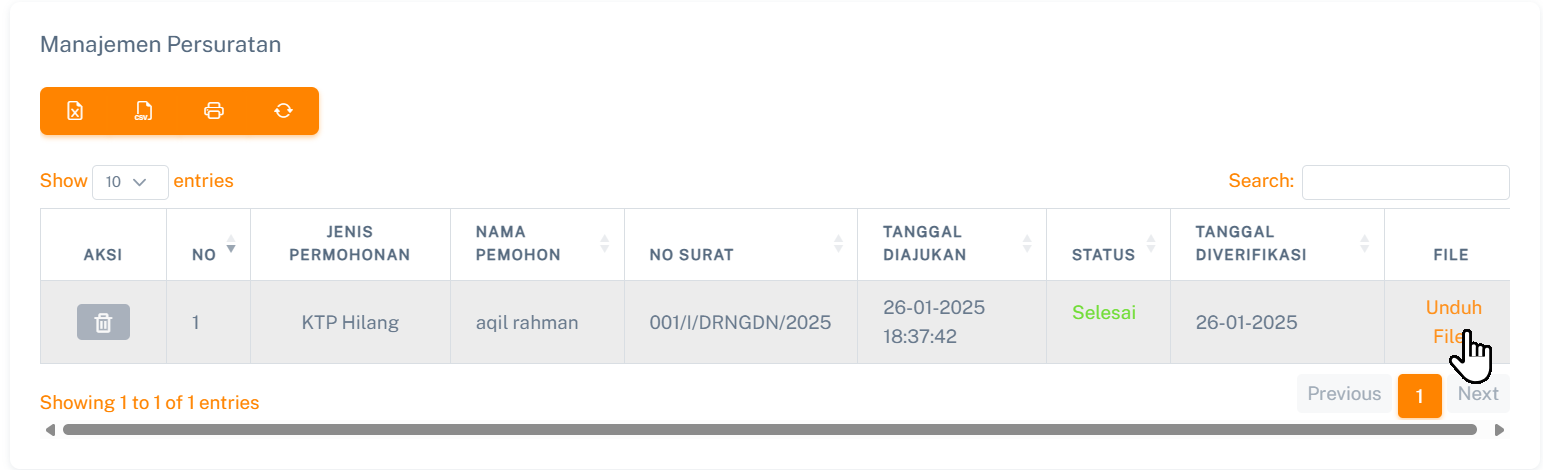 Manajemen Persuratan
CSV
Show 10 entries
Search:
AKSI
NO
JENIS
PERMOHONAN
NAMA
PEMOHON
NO SURAT
TANGGAL
DIAJUKAN
STATUS
TANGGAL
DIVERIFIKASI
FILE
1
KTP Hilang
aqil rahman
001/I/DRNGDN/2025
26-01-2025
18:37:42
Selesai
26-01-2025
Unduh
File
Showing 1 to 1 of 1 entries
Previous 1 Next